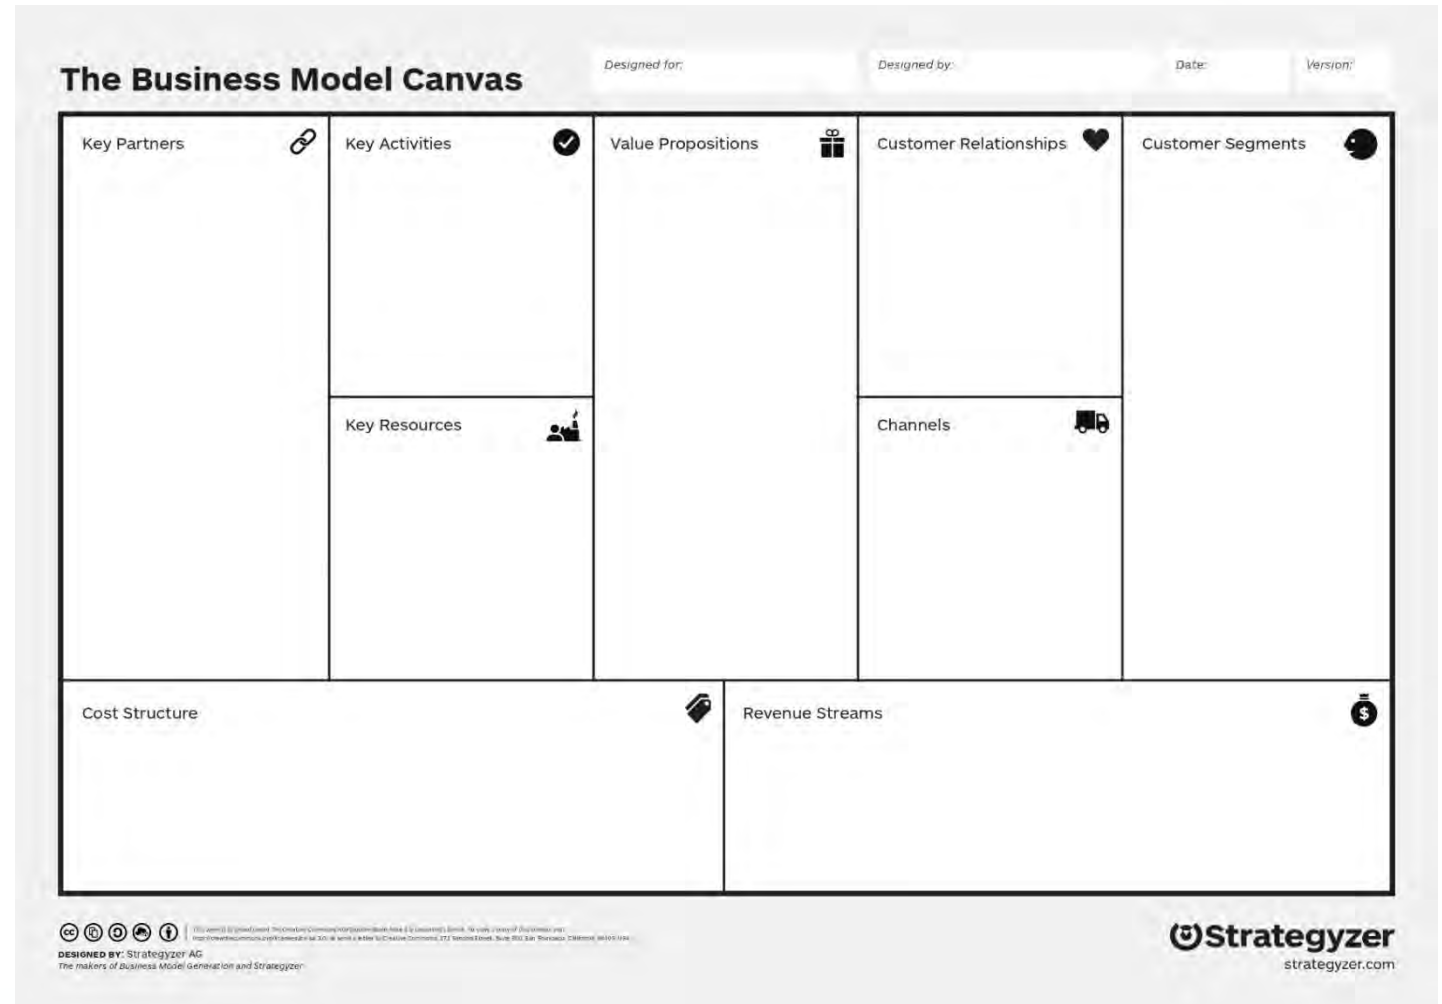 The Business Model Canvas
Designed for:
Designed by:
Date:
Version:
Key Partners
Key Activities
Value Propositions
Customer Relationships
Customer Segments
Key Resources
Channels
Cost Structure
Revenue Streams
$
cc
DESIGNED BY: Strategyzer AG
The makers of Business Model Generation and Strategyzer
Strategyzer
strategyzer.com